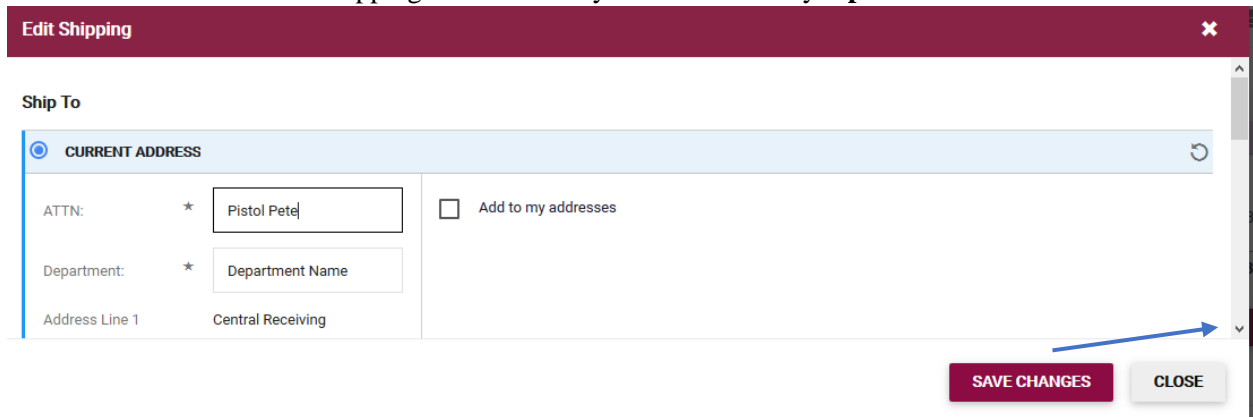 Edit Shipping
Ship To
CURRENT ADDRESS
ATTN: ★ Pistol Pete
Add to my addresses
Department: ★ Department Name
Address Line 1 Central Receiving
SAVE CHANGES CLOSE